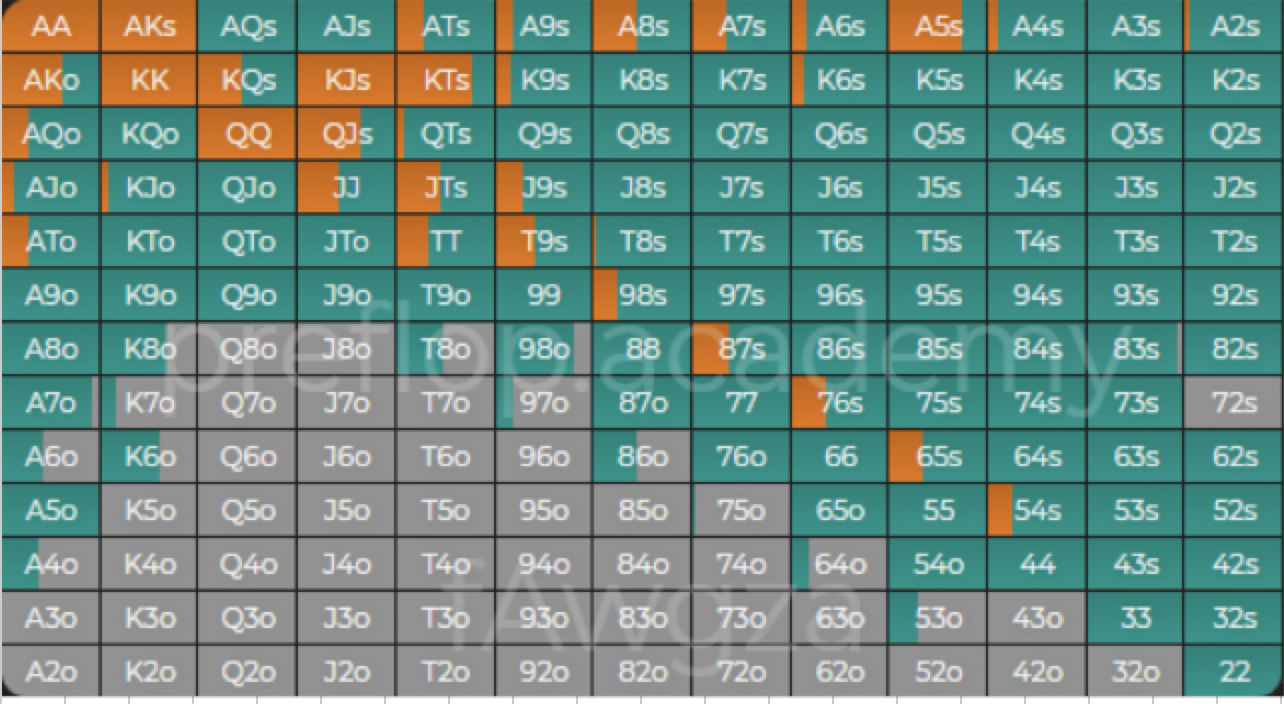 AA AKs AQs AJs ATs A9s A8s A7s A6s A5s A4s A3s A2s
AKo KK KQs KJs KTs K9s K8s K7s K6s K5s K4s K3s K2s
AQo KQo QQ QJs QTs Q9s Q8s Q7s Q6s Q5s Q4s Q3s Q2s
AJo KJo QJo JJ JTs J9s J8s J7s J6s J5s J4s J3s J2s
ATo KTo QTo JTo TT T9s T8s T7s T6s T5s T4s T3s T2s
A9o K9o Q9o J9o T9o 99 98s 97s 96s 95s 94s 93s 92s
preflop.academy
A8o K8o Q8o J8o T8o 98o 88 87s 86s 85s 84s 83s 82s
A7o K7o Q7o J7o T7o 97o 87o 77 76s 75s 74s 73s 72s
A6o K6o Q6o J6o T6o 96o 86o 76o 66 65s 64s 63s 62s
A5o K5o Q5o J5o T5o 95o 85o 75o 65o 55 54s 53s 52s
A4o K4o Q4o J4o T4o 94o 84o 74o 64o 54o 44 43s 42s
fAwgza
A3o K3o Q3o J3o T3o 93o 83o 73o 63o 53o 43o 33 32s
A2o K2o Q2o J2o T2o 92o 82o 72o 62o 52o 42o 32o 22